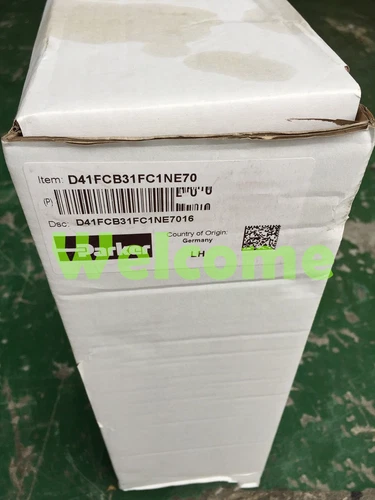 Item: D41FCB31FC1NE70
(P)
Dsc: D41FCB31FC1NE7016
Parker
Country of Origin:
Germany
LH
Welcome